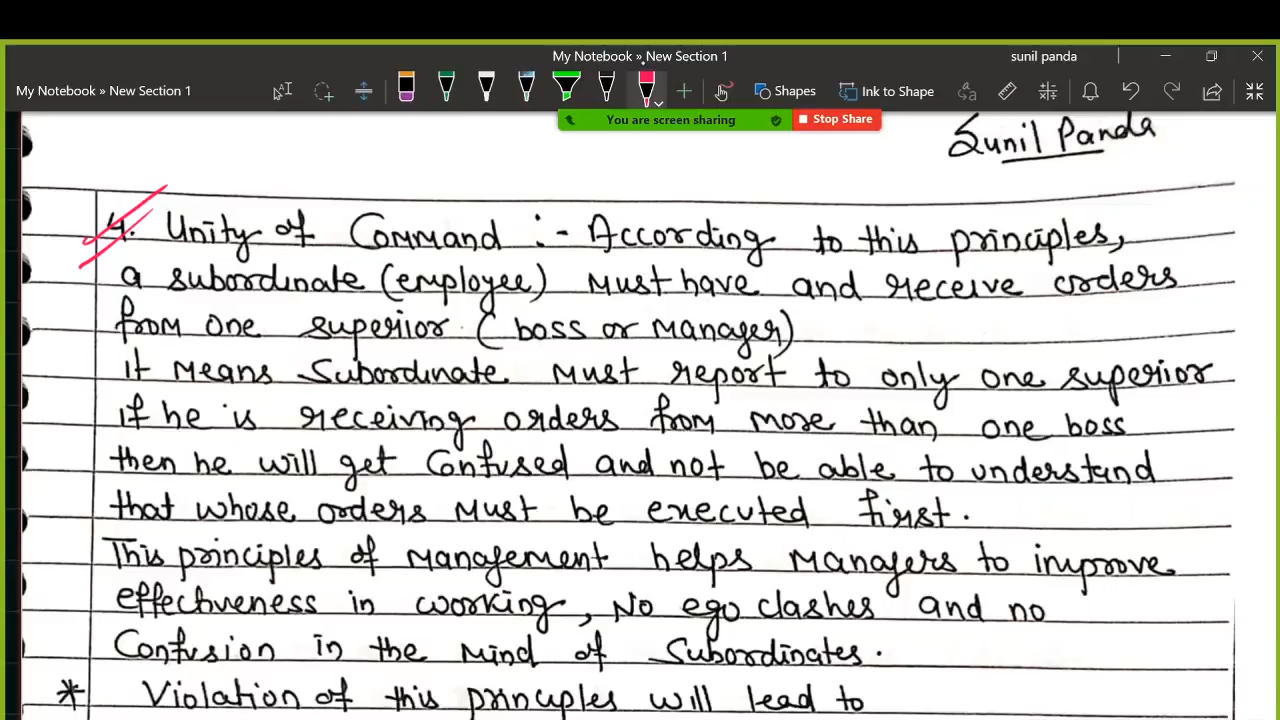 My Notebook » New Section 1
sunil panda
My Notebook » New Section 1
Shapes
Ink to Shape
You are screen sharing
Stop Share
Sunil Panda
4. Unity of Command :- According to this principles,
a subordinate (employee) must have and receive orders
from one superior (boss or manager)
It means Subordinate must report to only one superior
if he is receiving orders from more than one boss
then he will get Confused and not be able to understand
that whose orders must be executed first.
This principles of management helps managers to improve
effectiveness in working, No ego clashes and no
Confusion in the mind of Subordinates.
* Violation of this principles will lead to